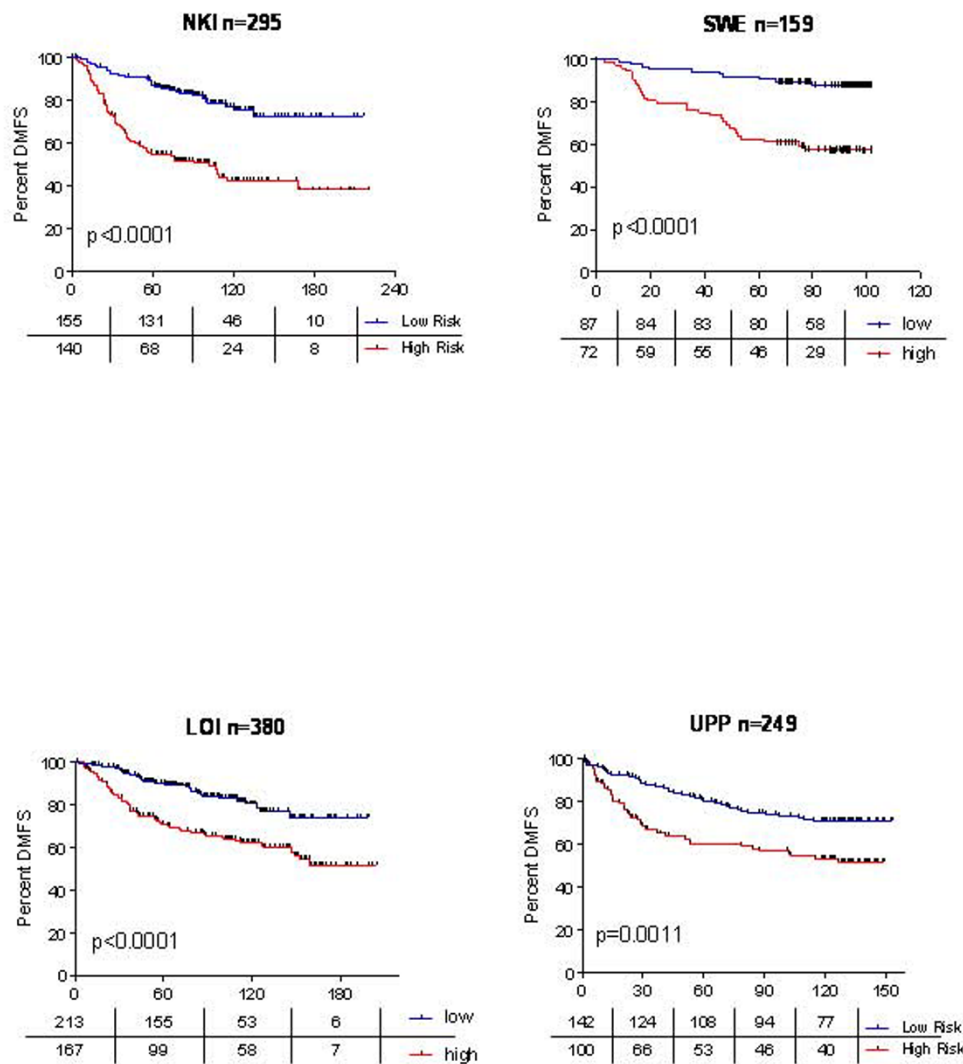 NKI n=295
100
80
60
40
20
0
Percent DMFS
p<0.0001
0 60 120 180 240
155 131 46 10 Low Risk
140 68 24 8 High Risk
SWE n=159
100
80
60
40
20
0
Percent DMFS
p<0.0001
0 20 40 60 80 100 120
87 84 83 80 58 low
72 59 55 46 29 high
LOI n=380
100
80
60
40
20
0
Percent DMFS
p<0.0001
0 60 120 180
213 155 53 6 low
167 99 58 7 high
UPP n=249
100
80
60
40
20
0
Percent DMFS
p=0.0011
0 30 60 90 120 150
142 124 108 94 77 Low Risk
100 66 53 46 40 High Risk